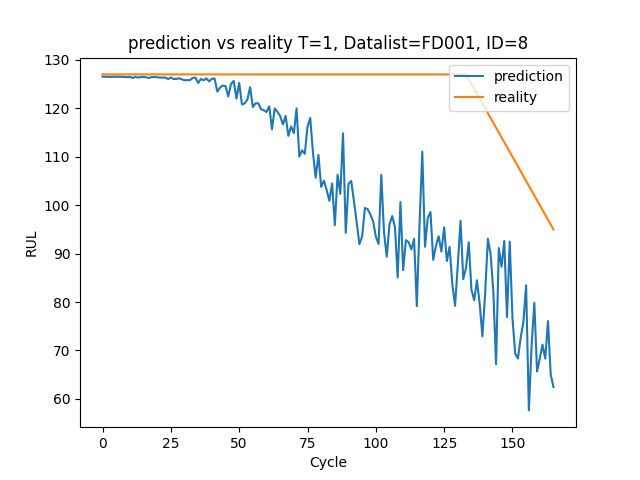 prediction vs reality T=1, Datalist=FD001, ID=8
prediction
reality
130
120
110
100
90
80
70
60
RUL
0 25 50 75 100 125 150
Cycle